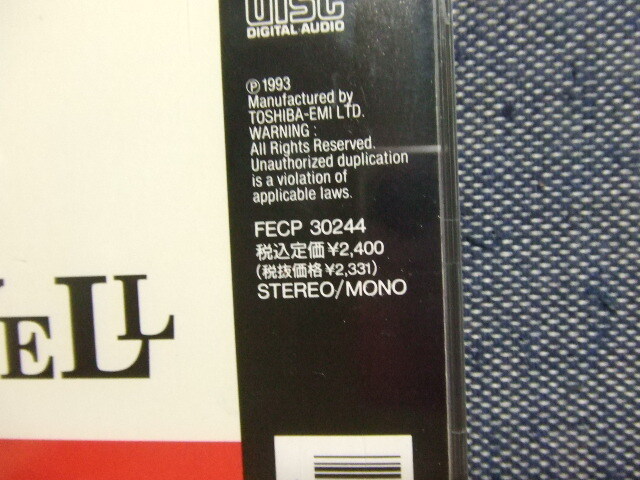 DISC
DIGITAL AUDIO
Ⓟ 1993
Manufactured by
TOSHIBA-EMI LTD.
WARNING :
All Rights Reserved.
Unauthorized duplication
is a violation of
applicable laws.
FECP 30244
税込定価¥2,400
(税抜価格¥2,331)
STEREO/MONO
ELL